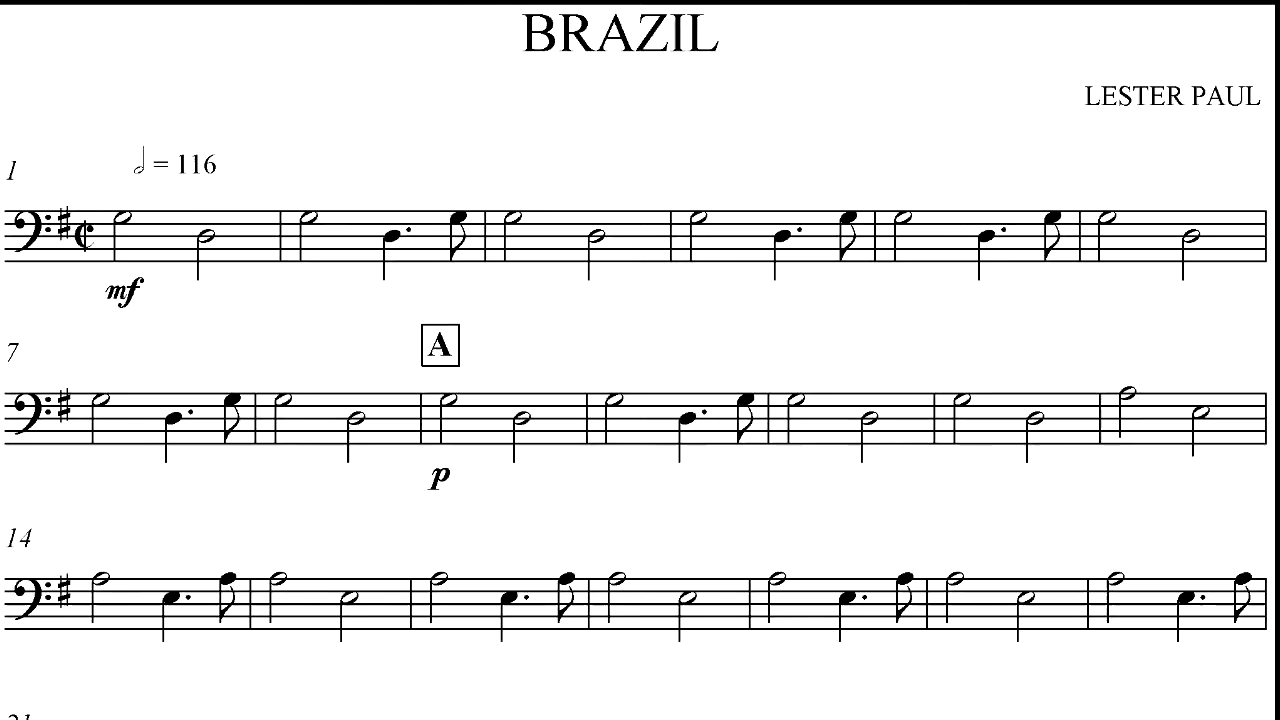 BRAZIL
LESTER PAUL
1
𝅗𝅥 = 116
mf
A
7
p
14